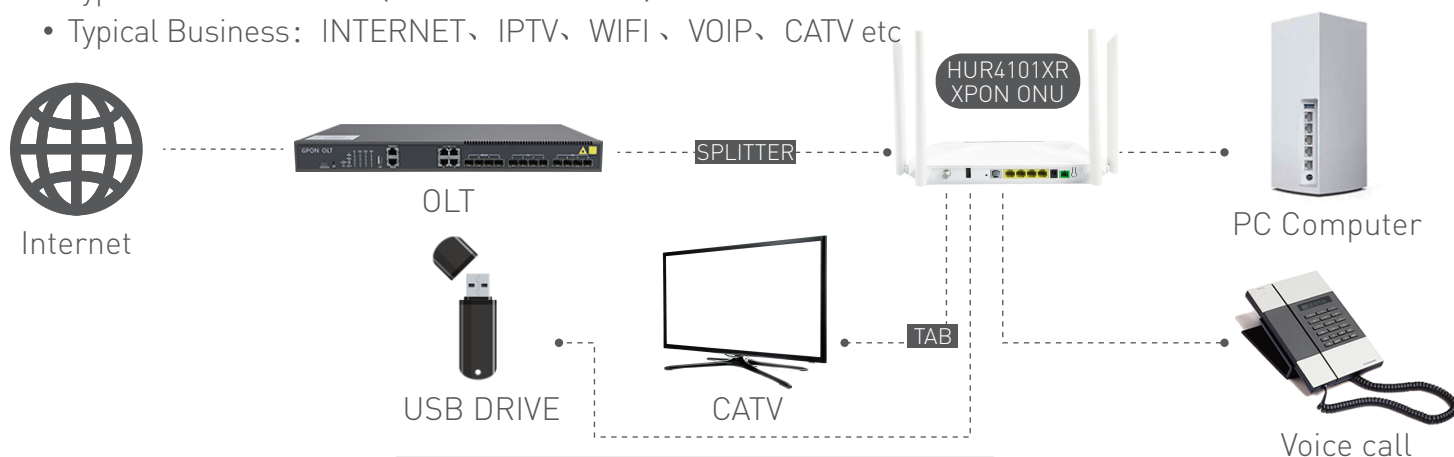 • Typical Business：INTERNET、IPTV、WIFI 、VOIP、CATV etc
HUR4101XR
XPON ONU
GPON OLT
SPLITTER
OLT
Internet
PC Computer
TAB
USB DRIVE
CATV
Voice call